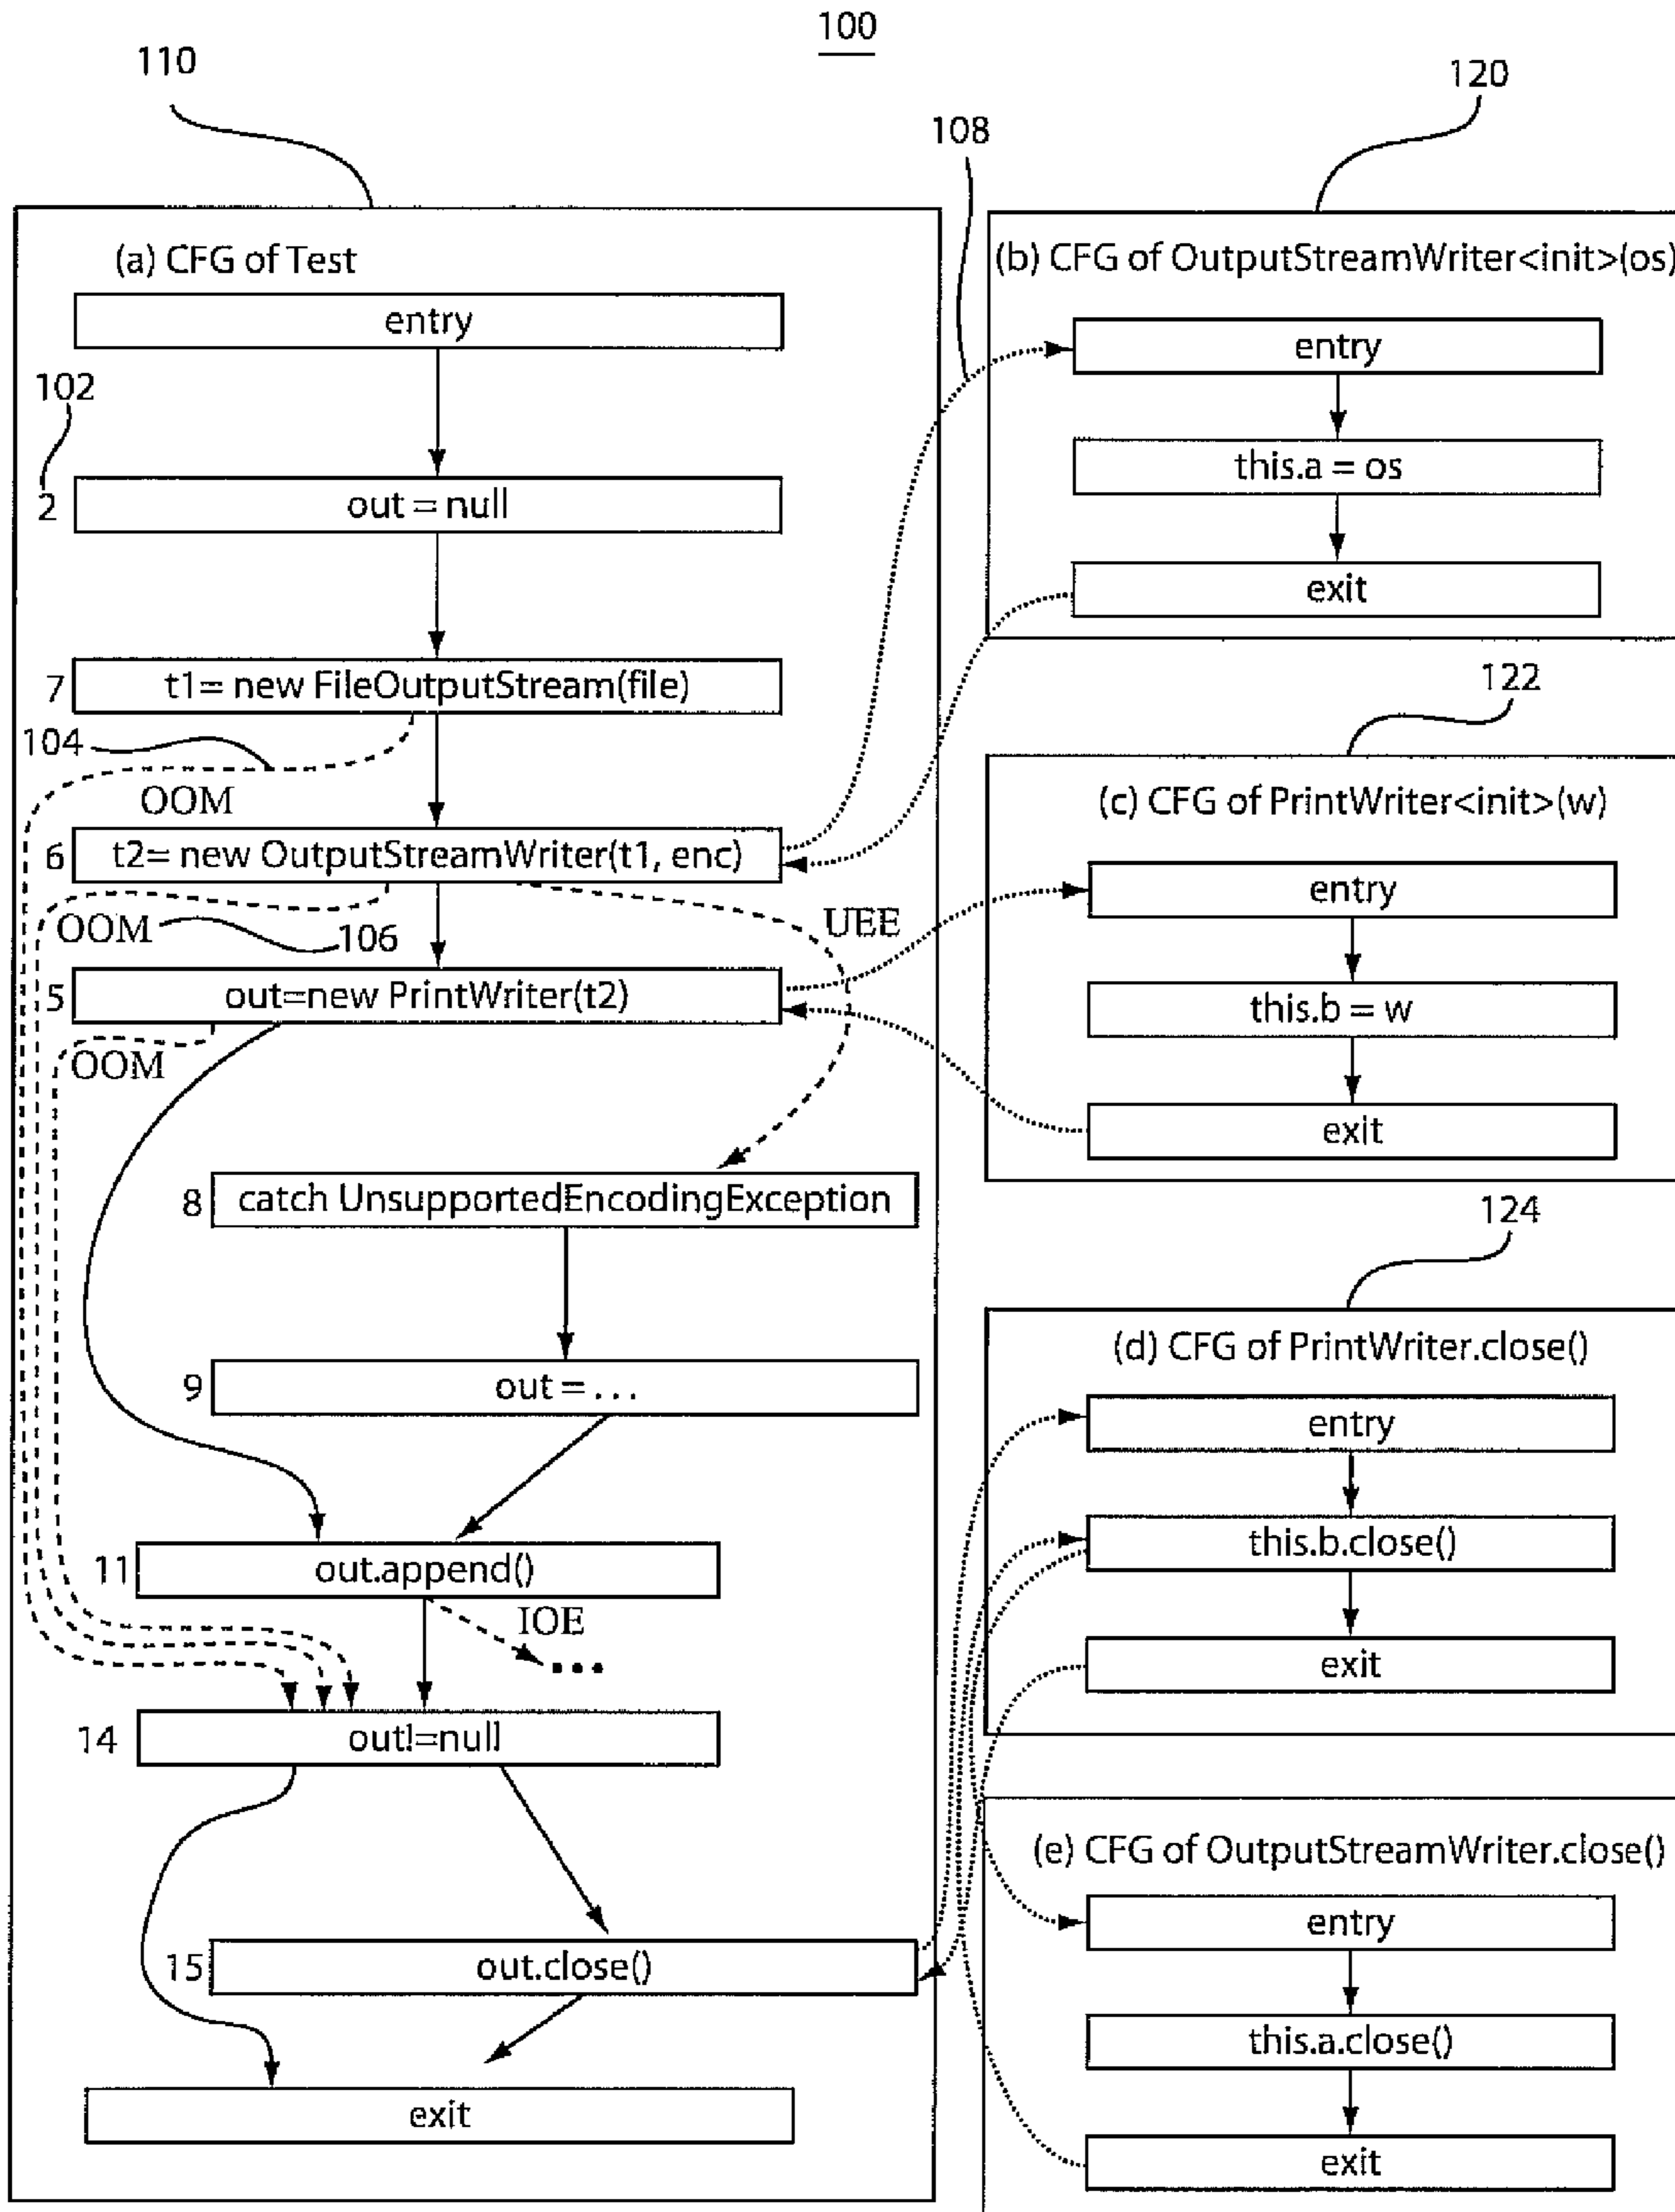 100
110
120
108
(a) CFG of Test
entry
102
2
out = null
7
t1= new FileOutputStream(file)
104
OOM
6
t2= new OutputStreamWriter(t1, enc)
OOM
106
UEE
5
out=new PrintWriter(t2)
OOM
8
catch UnsupportedEncodingException
9
out = . . .
11
out.append()
IOE
...
14
out!=null
15
out.close()
exit
(b) CFG of OutputStreamWriter<init>(os)
entry
this.a = os
exit
122
(c) CFG of PrintWriter<init>(w)
entry
this.b = w
exit
124
(d) CFG of PrintWriter.close()
entry
this.b.close()
exit
(e) CFG of OutputStreamWriter.close()
entry
this.a.close()
exit